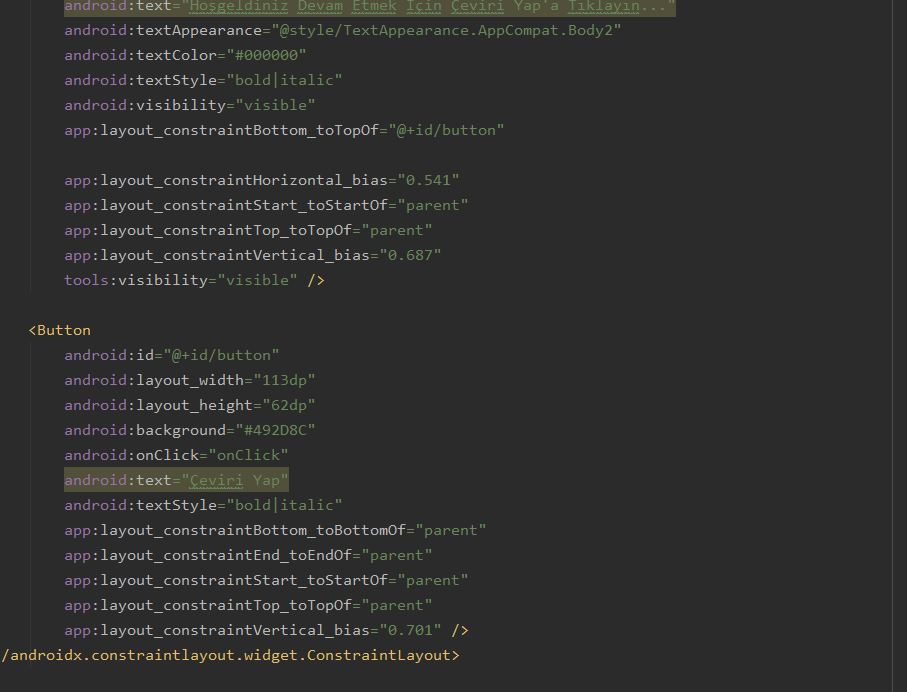 android:text="Hoşgeldiniz Devam Etmek İçin Çeviri Yap'a Tıklayın..."
android:textAppearance="@style/TextAppearance.AppCompat.Body2"
android:textColor="#000000"
android:textStyle="bold|italic"
android:visibility="visible"
app:layout_constraintBottom_toTopOf="@+id/button"
app:layout_constraintHorizontal_bias="0.541"
app:layout_constraintStart_toStartOf="parent"
app:layout_constraintTop_toTopOf="parent"
app:layout_constraintVertical_bias="0.687"
tools:visibility="visible" />
<Button
android:id="@+id/button"
android:layout_width="113dp"
android:layout_height="62dp"
android:background="#492D8C"
android:onClick="onClick"
android:text="Çeviri Yap"
android:textStyle="bold|italic"
app:layout_constraintBottom_toBottomOf="parent"
app:layout_constraintEnd_toEndOf="parent"
app:layout_constraintStart_toStartOf="parent"
app:layout_constraintTop_toTopOf="parent"
app:layout_constraintVertical_bias="0.701" />
/androidx.constraintlayout.widget.ConstraintLayout>